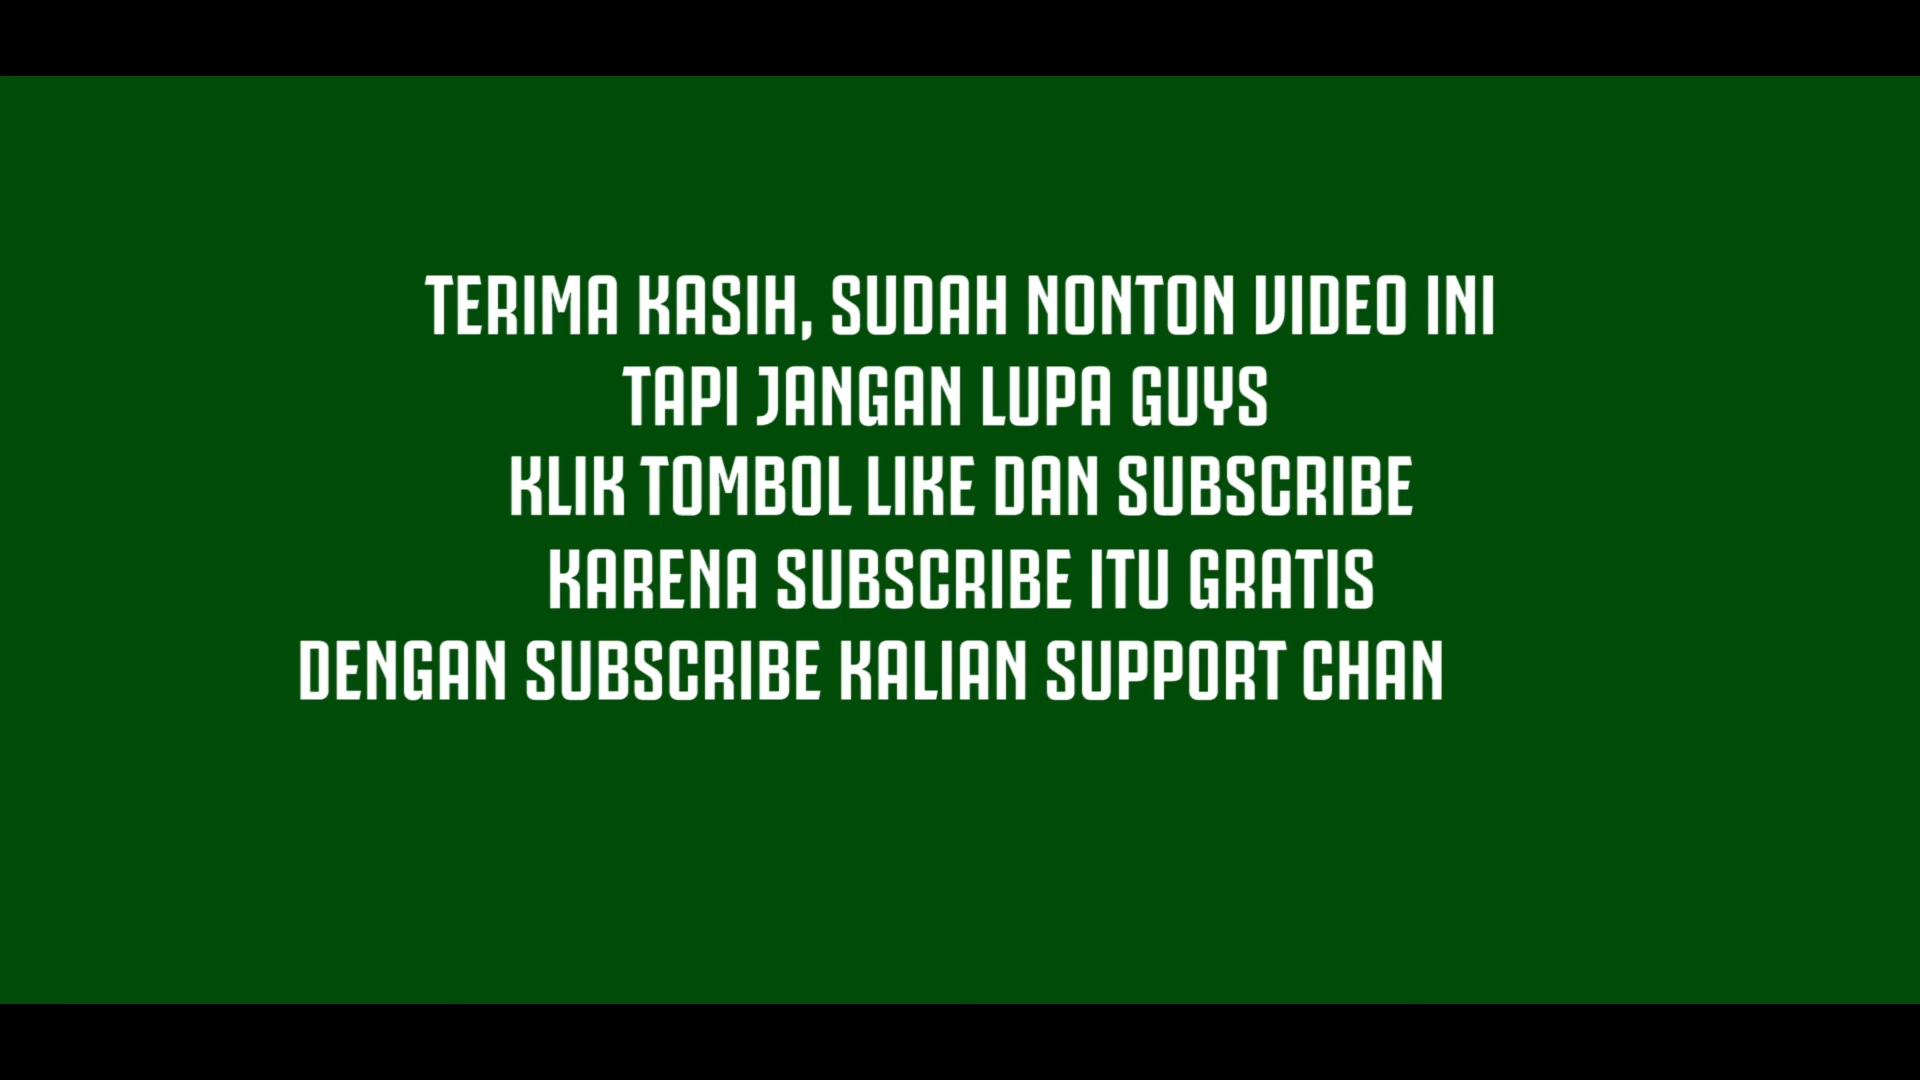 TERIMA KASIH, SUDAH NONTON VIDEO INI
TAPI JANGAN LUPA GUYS
KLIK TOMBOL LIKE DAN SUBSCRIBE
KARENA SUBSCRIBE ITU GRATIS
DENGAN SUBSCRIBE KALIAN SUPPORT CHAN